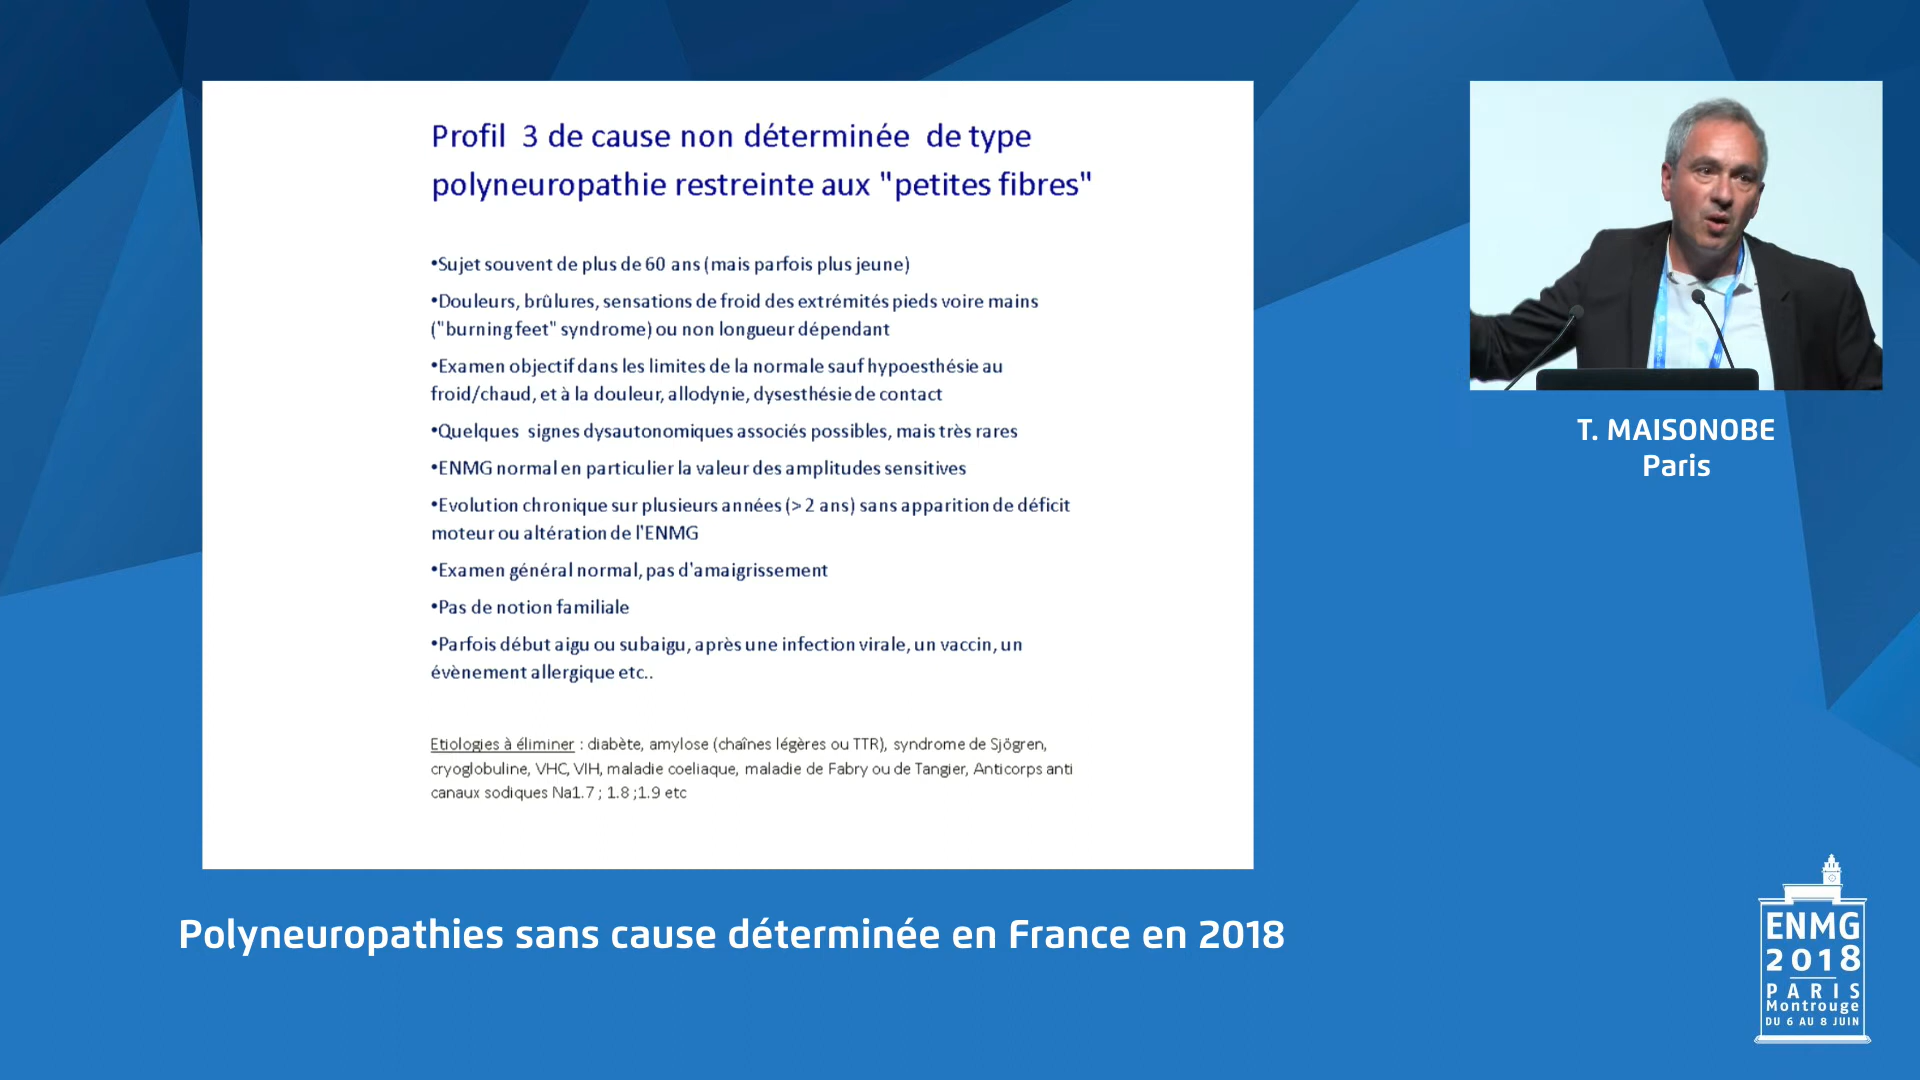 Profil 3 de cause non déterminée de type
polyneuropathie restreinte aux "petites fibres"
•Sujet souvent de plus de 60 ans (mais parfois plus jeune)
•Douleurs, brûlures, sensations de froid des extrémités pieds voire mains
("burning feet" syndrome) ou non longueur dépendant
•Examen objectif dans les limites de la normale sauf hypoesthésie au
froid/chaud, et à la douleur, allodynie, dysesthésie de contact
•Quelques signes dysautonomiques associés possibles, mais très rares
•ENMG normal en particulier la valeur des amplitudes sensitives
•Evolution chronique sur plusieurs années (> 2 ans) sans apparition de déficit
moteur ou altération de l'ENMG
•Examen général normal, pas d'amaigrissement
•Pas de notion familiale
•Parfois début aigu ou subaigu, après une infection virale, un vaccin, un
évènement allergique etc..
Etiologies à éliminer : diabète, amylose (chaînes légères ou TTR), syndrome de Sjögren,
cryoglobuline, VHC, VIH, maladie coeliaque, maladie de Fabry ou de Tangier, Anticorps anti
canaux sodiques Na1.7 ; 1.8 ;1.9 etc
T. MAISONOBE
Paris
Polyneuropathies sans cause déterminée en France en 2018
ENMG
2018
PARIS
Montrouge
DU 6 AU 8 JUIN